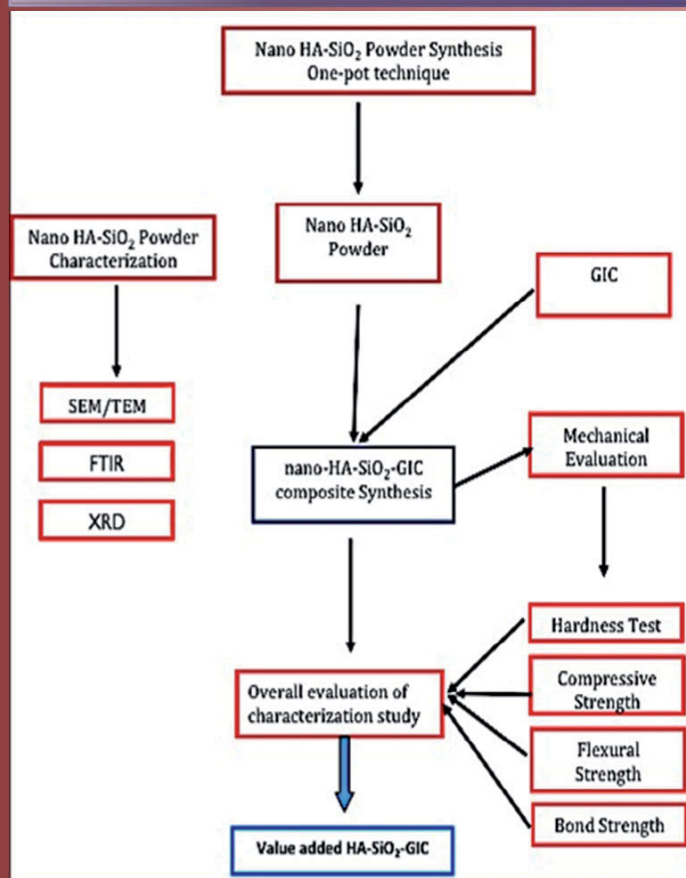 Nano HA-SiO₂ Powder Synthesis
One-pot technique
Nano HA-SiO₂ Powder
Characterization
Nano HA-SiO₂
Powder
GIC
SEM/TEM
FTIR
XRD
nano-HA-SiO₂-GIC
composite Synthesis
Mechanical
Evaluation
Hardness Test
Compressive
Strength
Flexural
Strength
Bond Strength
Overall evaluation of
characterization study
Value added HA-SiO₂-GIC